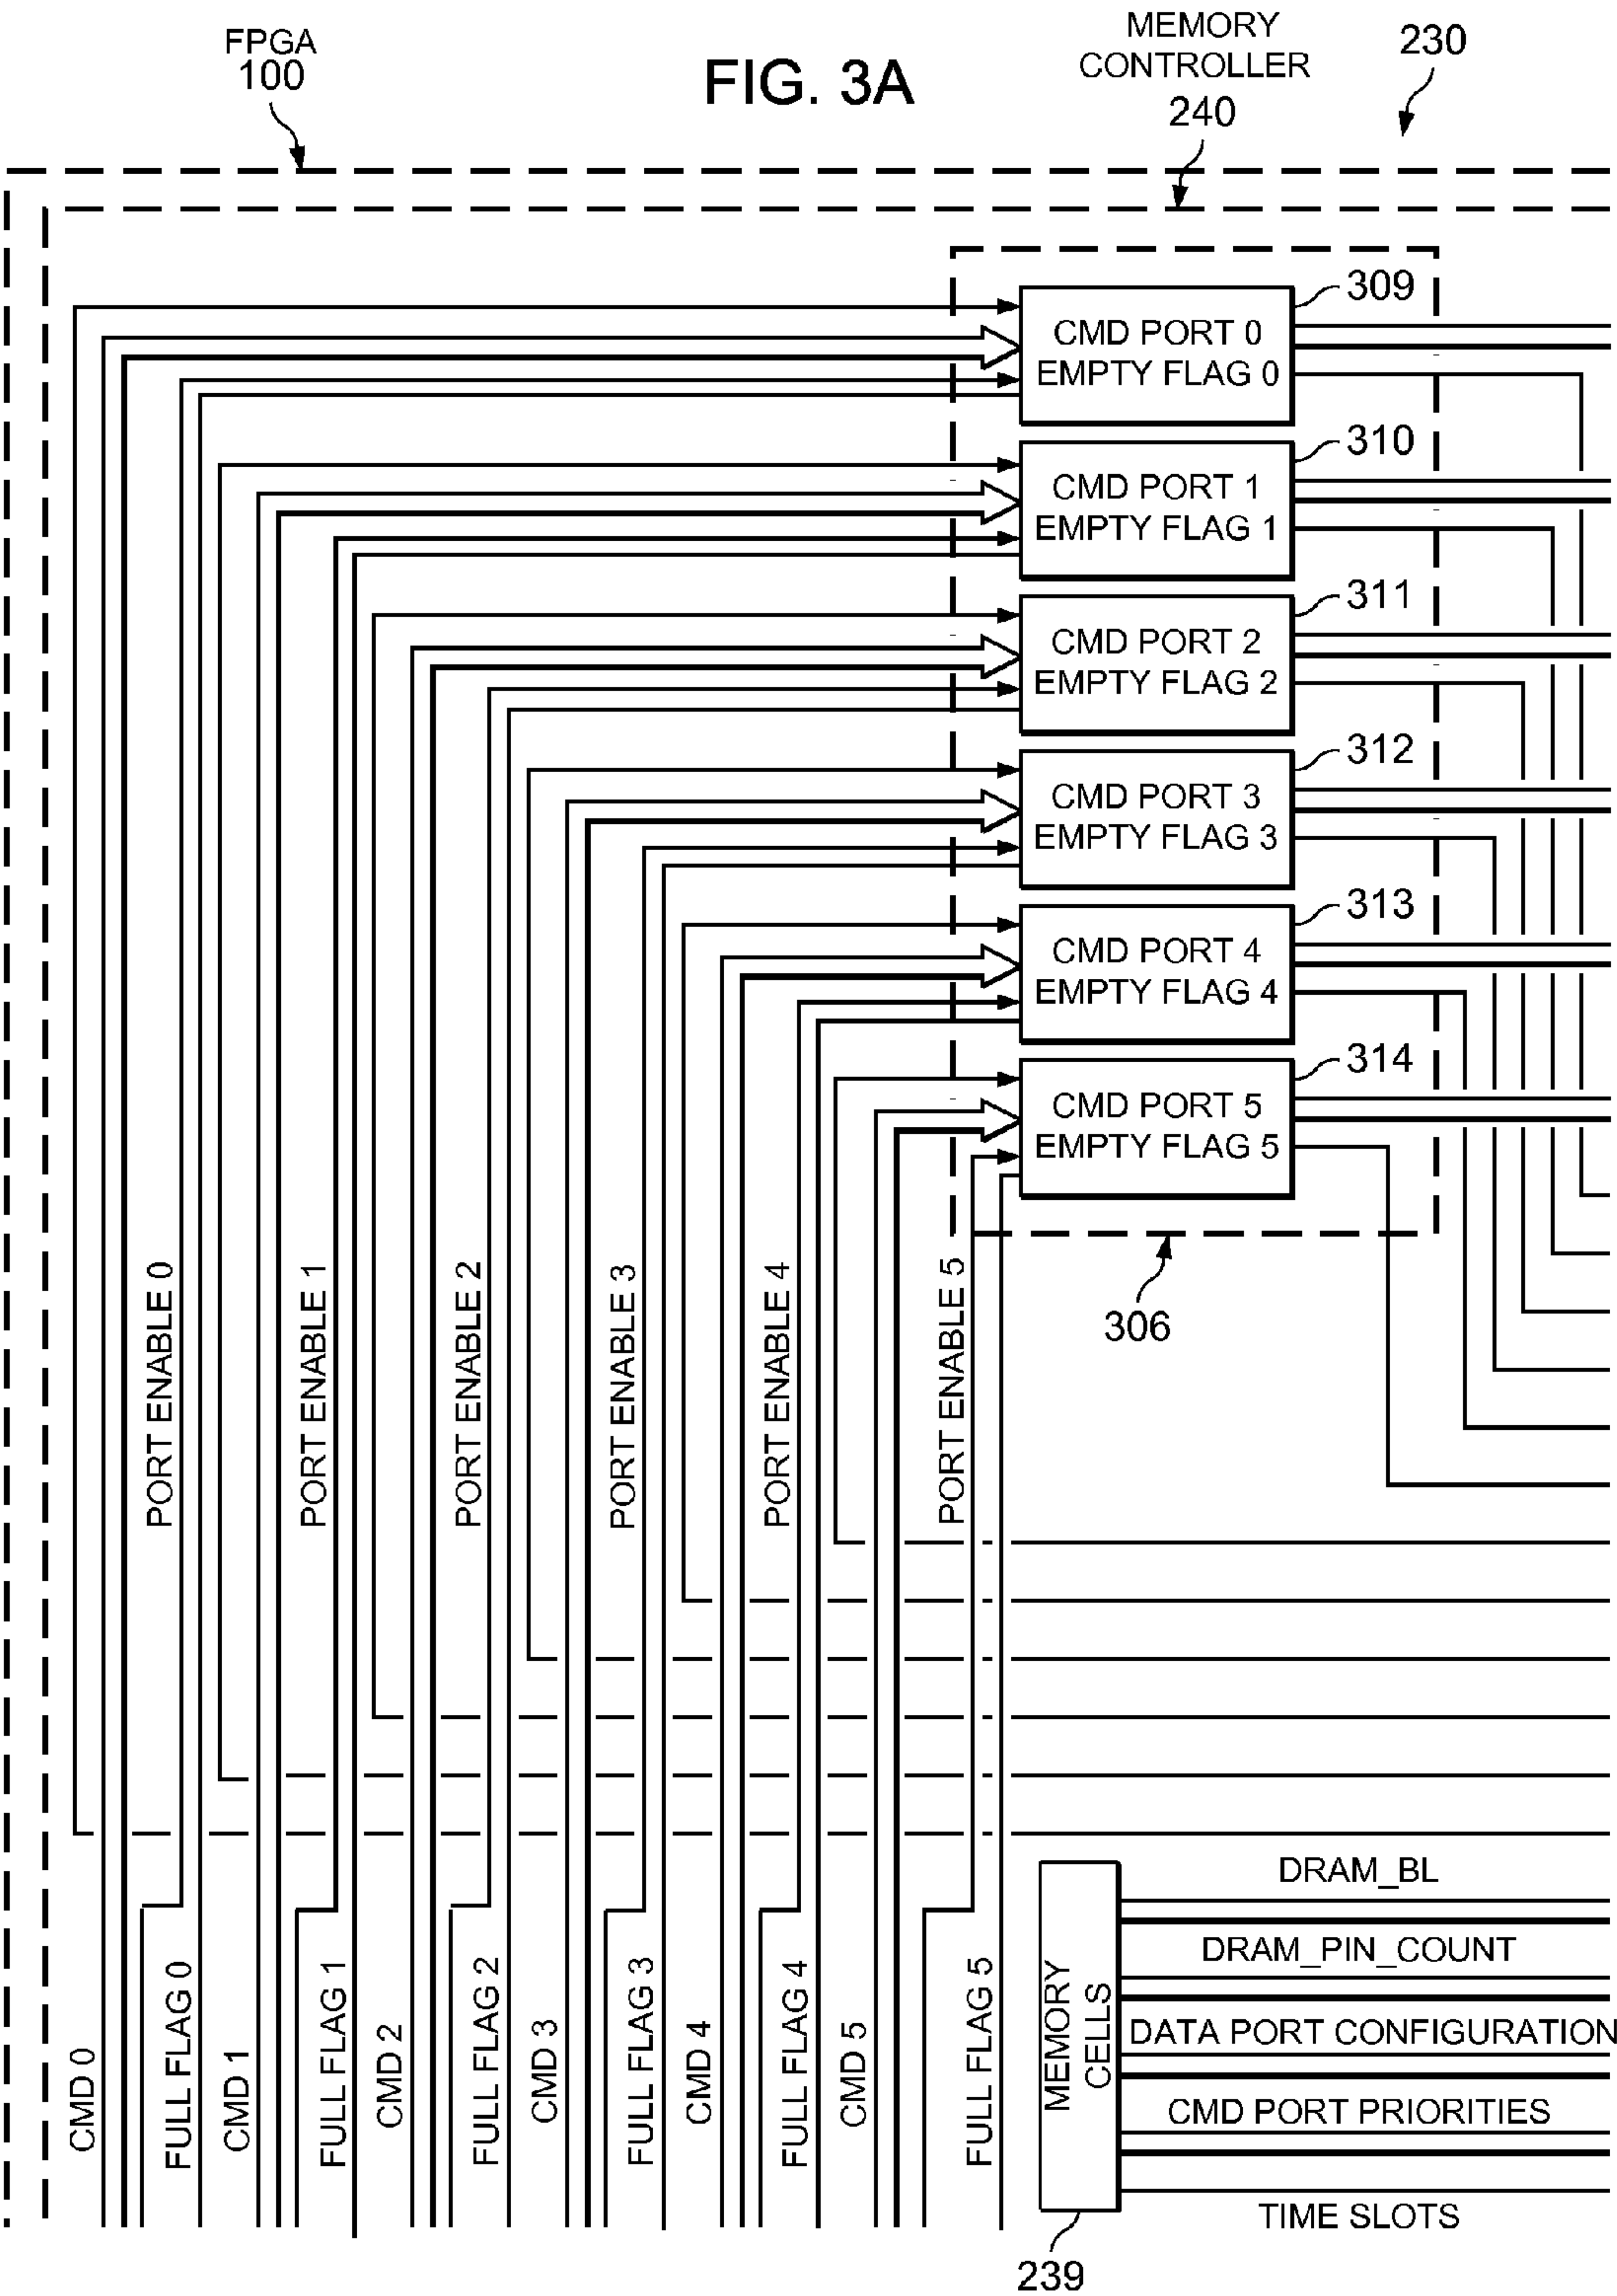 FPGA
100
FIG. 3A
MEMORY
CONTROLLER
240
230
309
CMD PORT 0
EMPTY FLAG 0
310
CMD PORT 1
EMPTY FLAG 1
311
CMD PORT 2
EMPTY FLAG 2
312
CMD PORT 3
EMPTY FLAG 3
313
CMD PORT 4
EMPTY FLAG 4
314
CMD PORT 5
EMPTY FLAG 5
306
PORT ENABLE 0
PORT ENABLE 1
PORT ENABLE 2
PORT ENABLE 3
PORT ENABLE 4
PORT ENABLE 5
CMD 0
FULL FLAG 0
CMD 1
FULL FLAG 1
CMD 2
FULL FLAG 2
CMD 3
FULL FLAG 3
CMD 4
FULL FLAG 4
CMD 5
FULL FLAG 5
MEMORY
CELLS
DRAM_BL
DRAM_PIN_COUNT
DATA PORT CONFIGURATION
CMD PORT PRIORITIES
TIME SLOTS
239